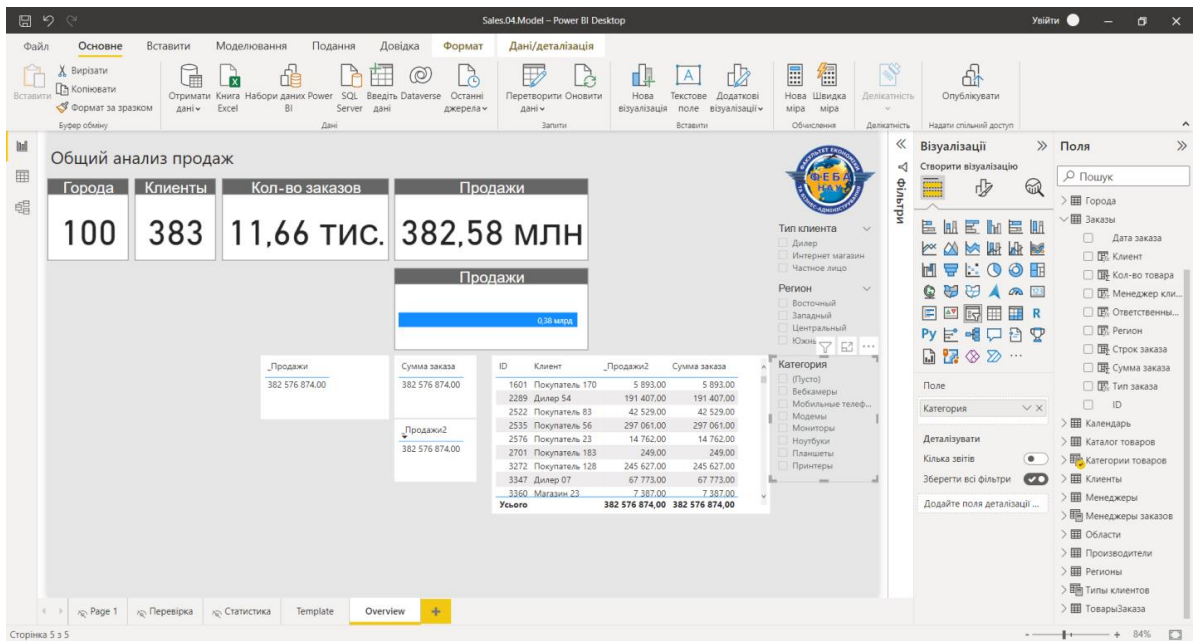 Sales.04.Model – Power BI Desktop
Увійти
Файл Основне Вставити Моделювання Подання Довідка Формат Дані/деталізація
Вставити
Вирізати
Копіювати
Формат за зразком
Отримати дані
Книга Excel
Набори даних Power BI
SQL Server
Введіть дані
Dataverse
Останні джерела
Перетворити дані
Оновити
Нова візуалізація
Текстове поле
Додаткові візуалізації
Нова міра
Швидка міра
Делікатність
Опублікувати
Буфер обміну Дані Запити Вставити Обчислення Делікатність Надати спільний доступ
Общий анализ продаж
Города
100
Клиенты
383
Кол-во заказов
11,66 тис.
Продажи
382,58 млн
Продажи
0,38 млрд
_Продажи
382 576 874.00
Сумма заказа
382 576 874.00
_Продажи2
382 576 874.00
ID Клиент _Продажи2 Сумма заказа
1601 Покупатель 170 5 893,00 5 893.00
2289 Дилер 54 191 407,00 191 407.00
2522 Покупатель 83 42 529,00 42 529.00
2535 Покупатель 56 297 061,00 297 061.00
2576 Покупатель 23 14 762,00 14 762.00
2701 Покупатель 183 249,00 249.00
3272 Покупатель 128 245 627,00 245 627.00
3347 Дилер 07 67 773,00 67 773.00
3360 Магазин 23 7 387,00 7 387.00
Усього 382 576 874,00 382 576 874,00
ФЕБА
НАУ
Тип клиента
Дилер
Интернет магазин
Частное лицо
Регион
Восточный
Западный
Центральный
Категория
(Пусто)
Вебкамеры
Мобильные телеф...
Модемы
Мониторы
Ноутбуки
Планшеты
Принтеры
Фільтри
Візуалізації
Створити візуалізацію
R
Py
Поле
Категория
Деталізувати
Кілька звітів
Зберегти всі фільтри
Додайте поля деталізації ...
Поля
Пошук
Города
Заказы
Дата заказа
Клиент
Кол-во товара
Менеджер кли...
Ответственны...
Регион
Строк заказа
Сумма заказа
Тип заказа
ID
Календарь
Каталог товаров
Категории товаров
Клиенты
Менеджеры
Менеджеры заказов
Области
Производители
Регионы
Типы клиентов
ТоварыЗаказа
Page 1 Перевірка Статистика Template Overview
Сторінка 5 з 5
84%